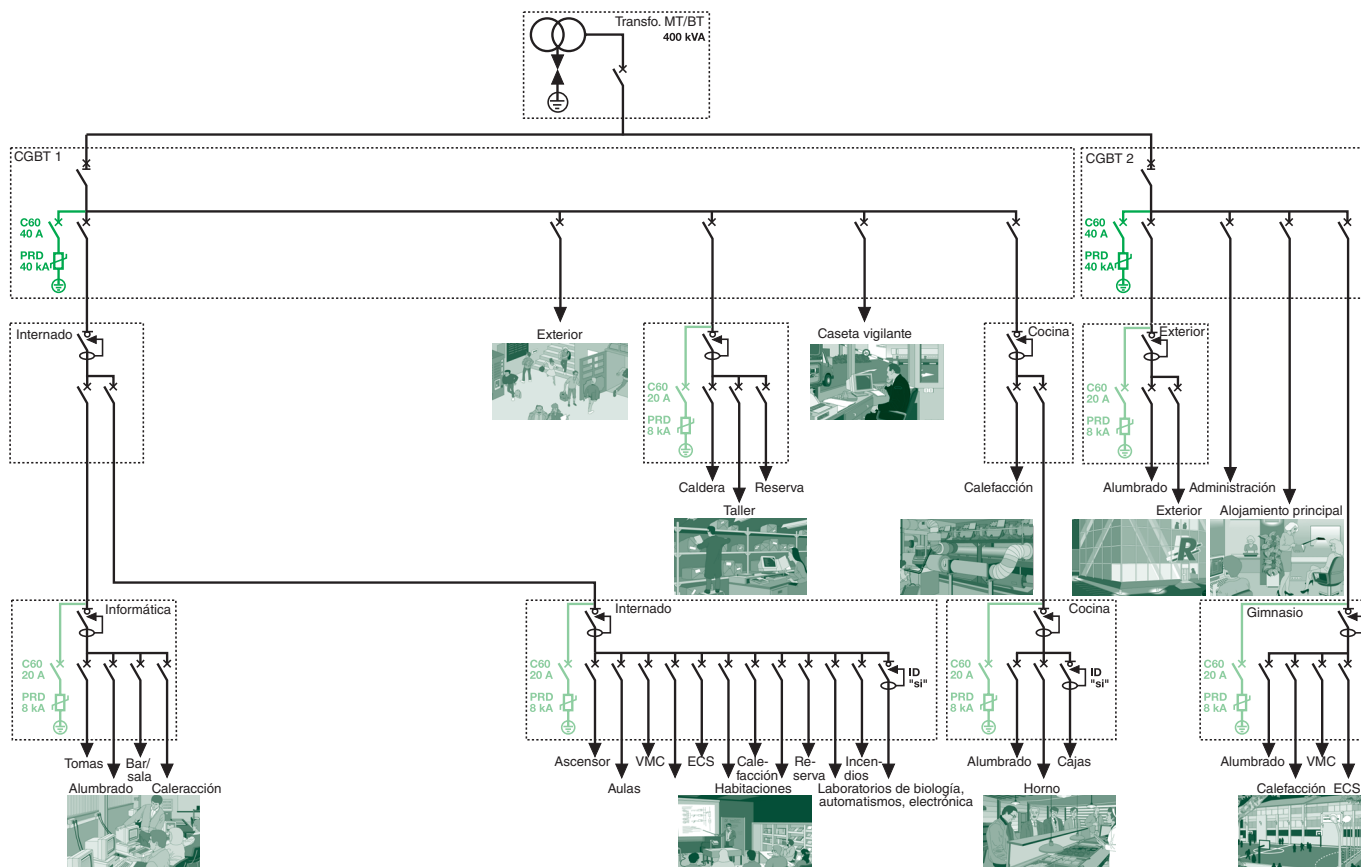 Transfo. MT/BT
400 kVA
CGBT 1
CGBT 2
C60
40 A
PRD
40 kA
C60
40 A
PRD
40 kA
Internado
Exterior
Caseta vigilante
Cocina
Exterior
C60
20 A
PRD
8 kA
C60
20 A
PRD
8 kA
Caldera
Reserva
Taller
Calefacción
Alumbrado
Administración
Exterior
Alojamiento principal
R
Informática
Internado
Cocina
Gimnasio
C60
20 A
PRD
8 kA
C60
20 A
PRD
8 kA
ID
"si"
C60
20 A
PRD
8 kA
ID
"si"
C60
20 A
PRD
8 kA
Tomas
Bar/
sala
Alumbrado
Caleracción
Ascensor
VMC
ECS
Cale-
facción
Re-
serva
Incen-
dios
Aulas
Habitaciones
Laboratorios de biología,
automatismos, electrónica
Alumbrado
Cajas
Horno
Alumbrado
VMC
Calefacción
ECS